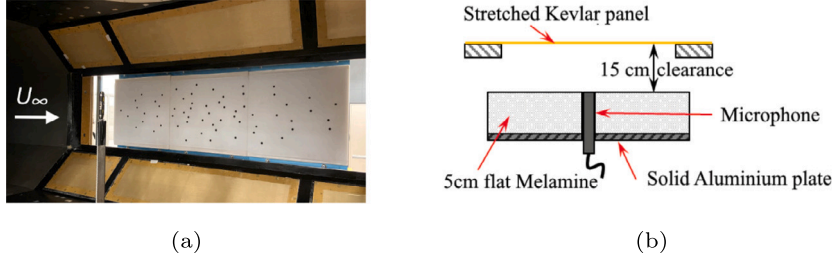 U∞
Stretched Kevlar panel
15 cm clearance
Microphone
5cm flat Melamine
Solid Aluminium plate
(a)
(b)